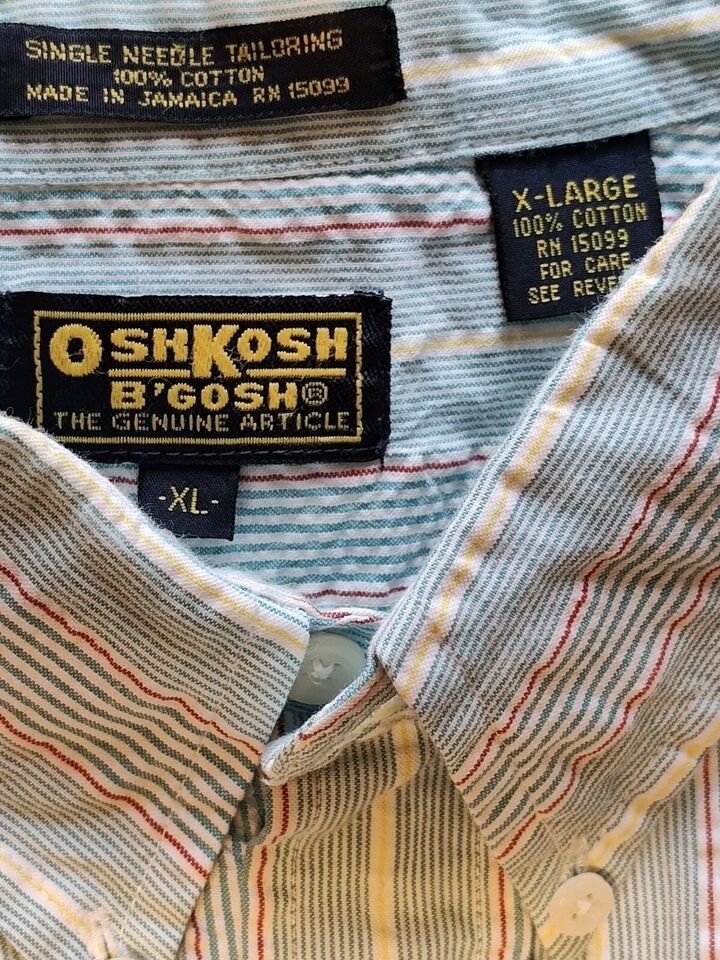 SINGLE NEEDLE TAILORING
100% COTTON
MADE IN JAMAICA RN 15099
X-LARGE
100% COTTON
RN 15099
FOR CARE
SEE REVE
OSHKOSH
B'GOSH®
THE GENUINE ARTICLE
-XL-